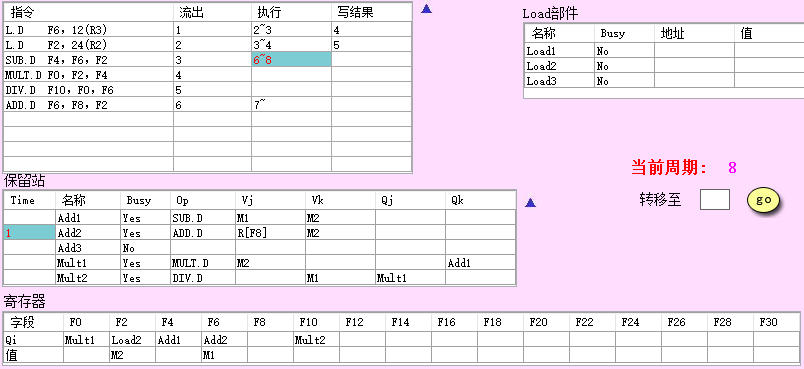 指令 流出 执行 写结果
L.D F6, 12(R3) 1 2~3 4
L.D F2, 24(R2) 2 3~4 5
SUB.D F4, F6, F2 3 6~8
MULT.D F0, F2, F4 4
DIV.D F10, F0, F6 5
ADD.D F6, F8, F2 6 7~
Load部件
名称 Busy 地址 值
Load1 No
Load2 No
Load3 No
当前周期: 8
转移至 go
保留站
Time 名称 Busy Op Vj Vk Qj Qk
Add1 Yes SUB.D M1 M2
1 Add2 Yes ADD.D R[F8] M2
Add3 No
Mult1 Yes MULT.D M2 Add1
Mult2 Yes DIV.D M1 Mult1
寄存器
字段 F0 F2 F4 F6 F8 F10 F12 F14 F16 F18 F20 F22 F24 F26 F28 F30
Qi Mult1 Load2 Add1 Add2 Mult2
值 M2 M1